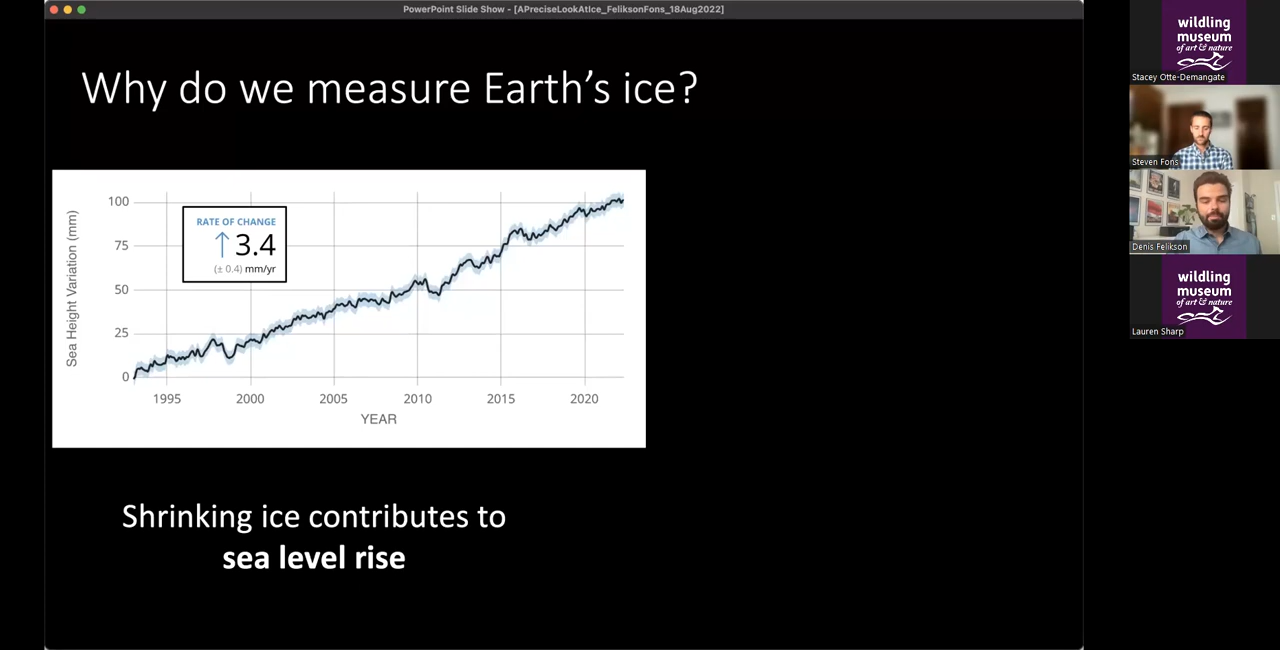 PowerPoint Slide Show - [APreciseLookAtIce_FeliksonFons_18Aug2022]
Why do we measure Earth's ice?
100
75
50
25
0
Sea Height Variation (mm)
RATE OF CHANGE
↑ 3.4
(± 0.4) mm/yr
1995 2000 2005 2010 2015 2020
YEAR
Shrinking ice contributes to
sea level rise
wildling
museum
of art & nature
Stacey Otte-Demangate
Steven Fons
Denis Felikson
wildling
museum
of art & nature
Lauren Sharp